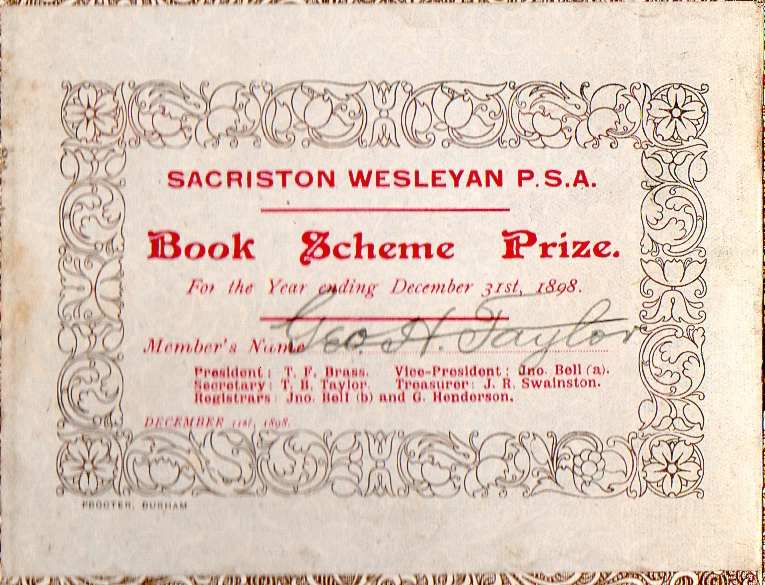 SACRISTON WESLEYAN P.S.A.
Book Scheme Prize.
For the Year ending December 31st, 1898.
Member's Name Geo. H. Taylor
President: T. F. Brass. Vice-President: Jno. Bell (a).
Secretary: T. B. Taylor. Treasurer: J. R. Swainston.
Registrars: Jno. Bell (b) and G. Henderson.
DECEMBER 31st, 1898.
PROCTER, DURHAM